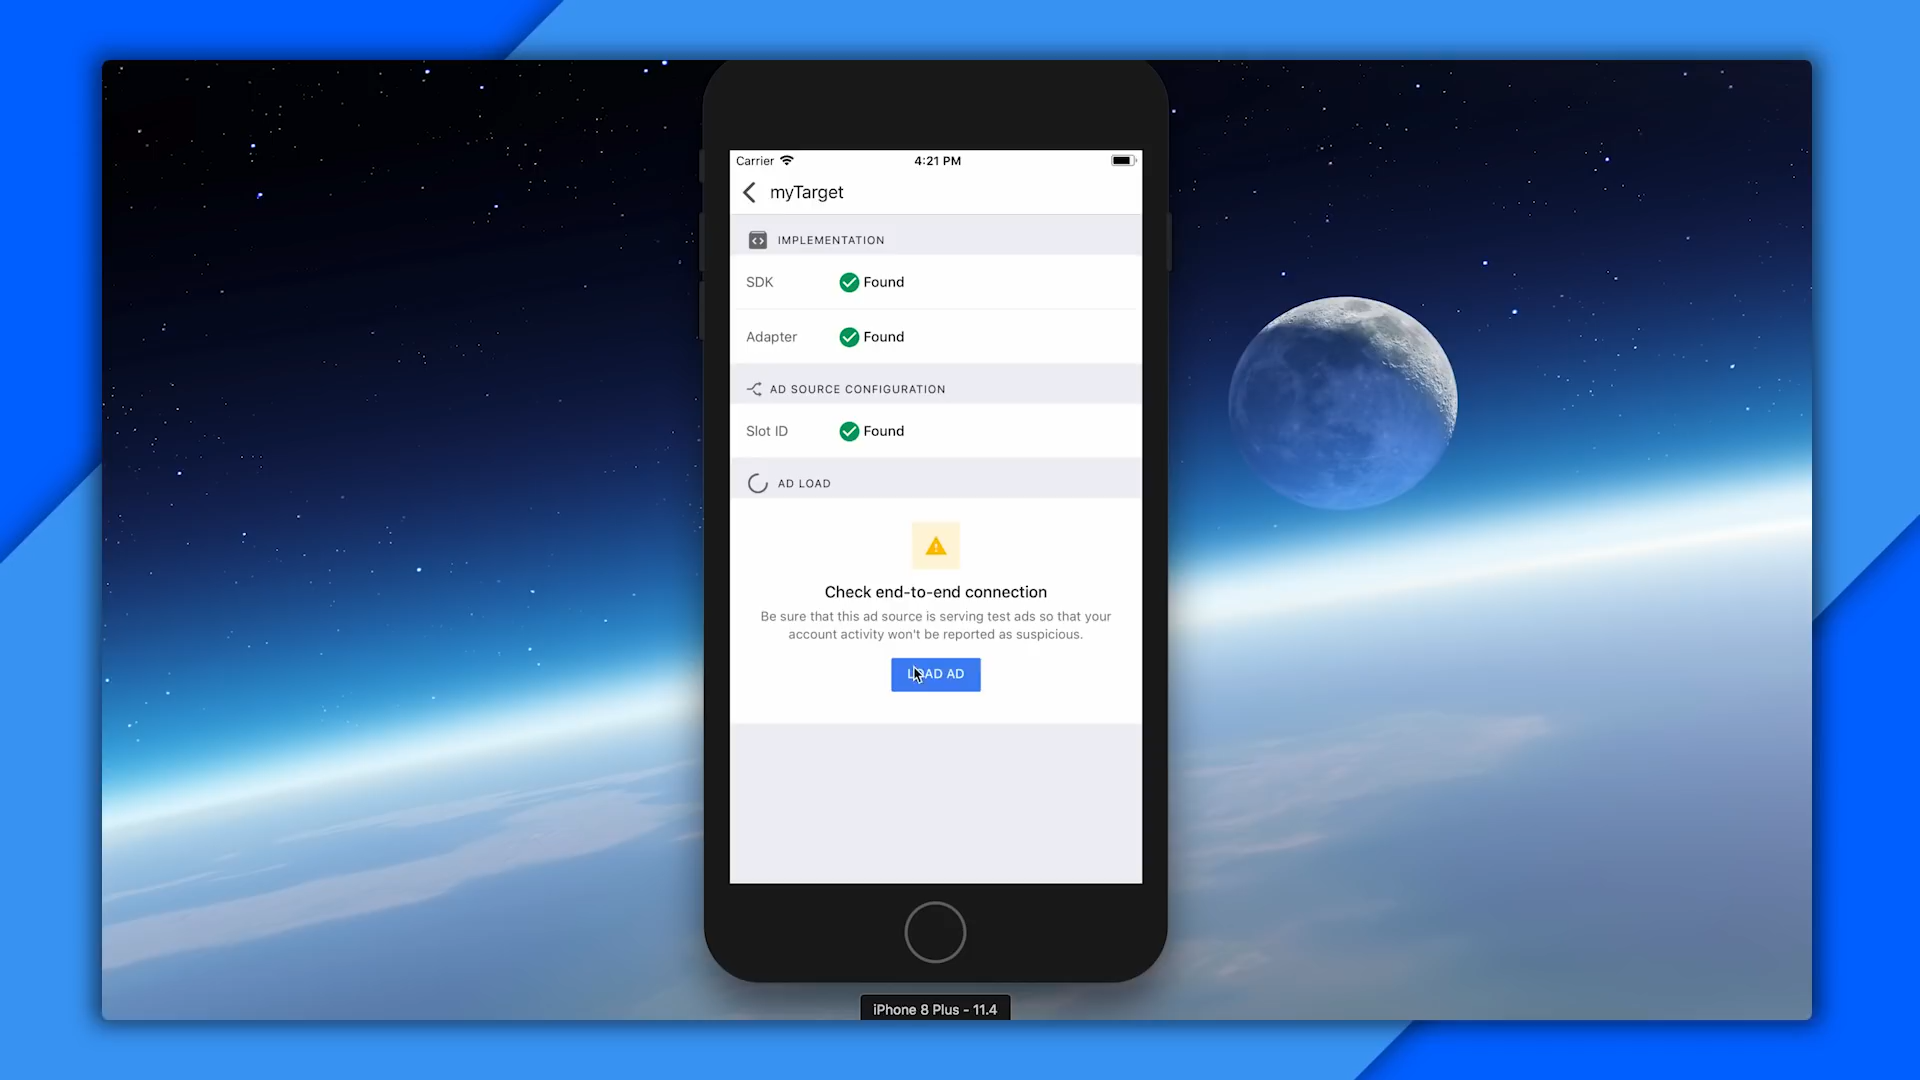 Carrier 4:21 PM
myTarget
IMPLEMENTATION
SDK Found
Adapter Found
AD SOURCE CONFIGURATION
Slot ID Found
AD LOAD
Check end-to-end connection
Be sure that this ad source is serving test ads so that your
account activity won't be reported as suspicious.
LOAD AD
iPhone 8 Plus - 11.4